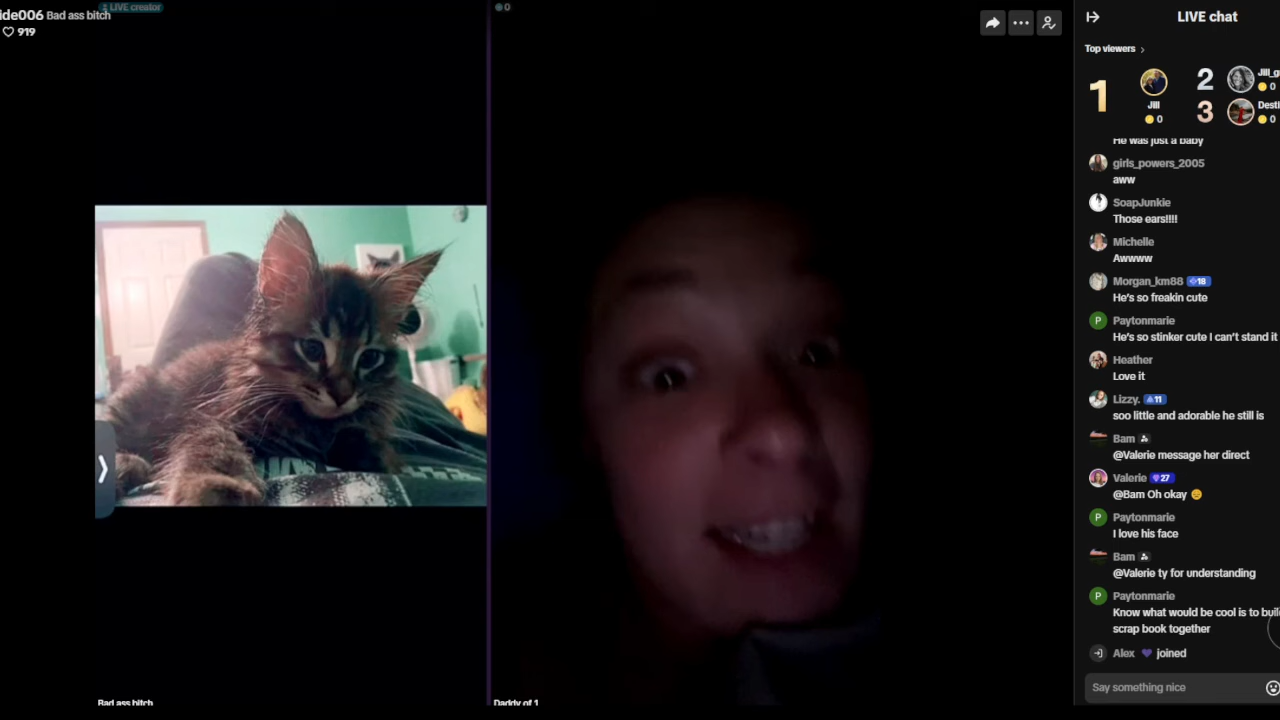 ide006 Bad ass bitch
LIVE creator
919
0
LIVE chat
Top viewers
1
Jill
0
2
Jill_g
0
3
Desti
0
He was just a baby
girls_powers_2005
aww
SoapJunkie
Those ears!!!!
Michelle
Awwww
Morgan_km88 18
He's so freakin cute
P
Paytonmarie
He's so stinker cute I can't stand it
Heather
Love it
Lizzy. 11
soo little and adorable he still is
Bam
@Valerie message her direct
Valerie 27
@Bam Oh okay
P
Paytonmarie
I love his face
Bam
@Valerie ty for understanding
P
Paytonmarie
Know what would be cool is to buil
scrap book together
Alex joined
Say something nice
Bad ass bitch
Daddy of 1